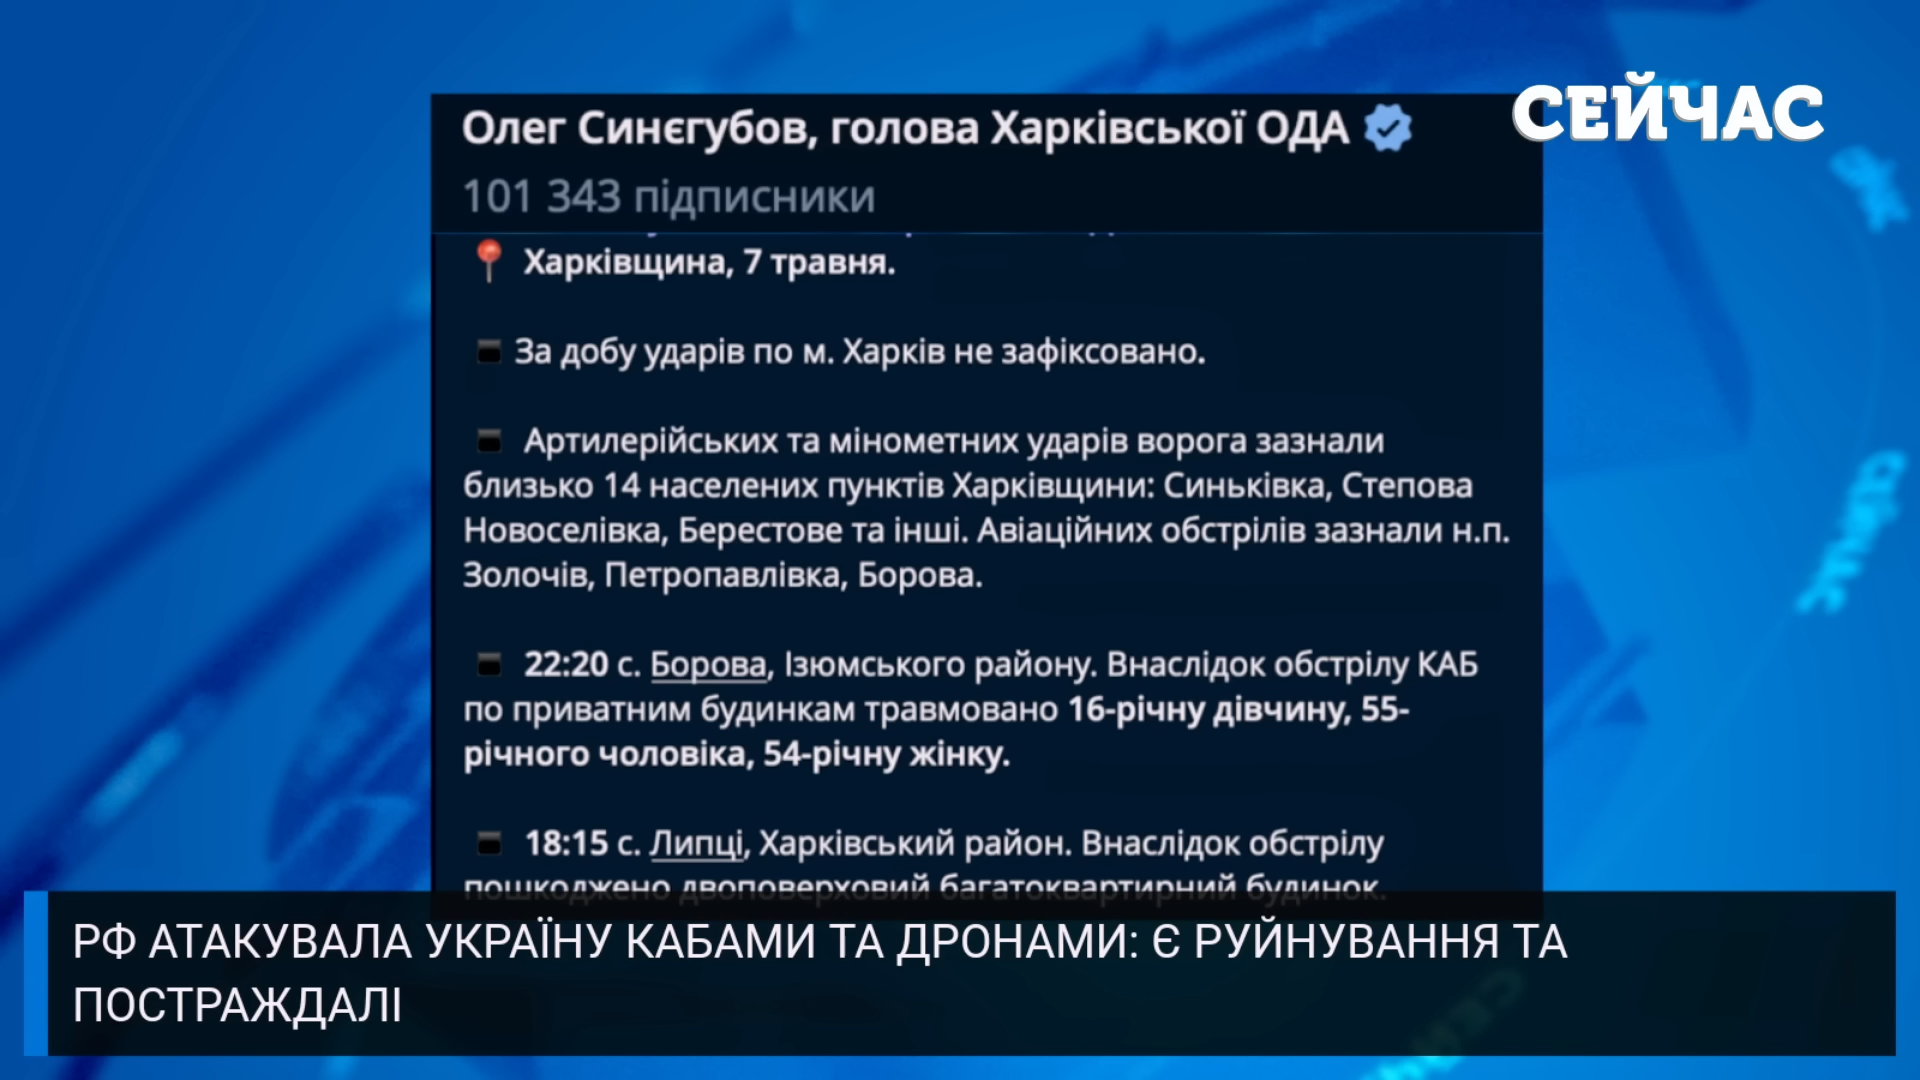 СЕЙЧАС
Олег Синєгубов, голова Харківської ОДА
101 343 підписники
Харківщина, 7 травня.
За добу ударів по м. Харків не зафіксовано.
Артилерійських та мінометних ударів ворога зазнали
близько 14 населених пунктів Харківщини: Синьківка, Степова
Новоселівка, Берестове та інші. Авіаційних обстрілів зазнали н.п.
Золочів, Петропавлівка, Борова.
22:20 с. Борова, Ізюмського району. Внаслідок обстрілу КАБ
по приватним будинкам травмовано 16-річну дівчину, 55-
річного чоловіка, 54-річну жінку.
18:15 с. Липці, Харківський район. Внаслідок обстрілу
пошкоджено двоповерховий багатоквартирний будинок.
РФ АТАКУВАЛА УКРАЇНУ КАБАМИ ТА ДРОНАМИ: Є РУЙНУВАННЯ ТА
ПОСТРАЖДАЛІ